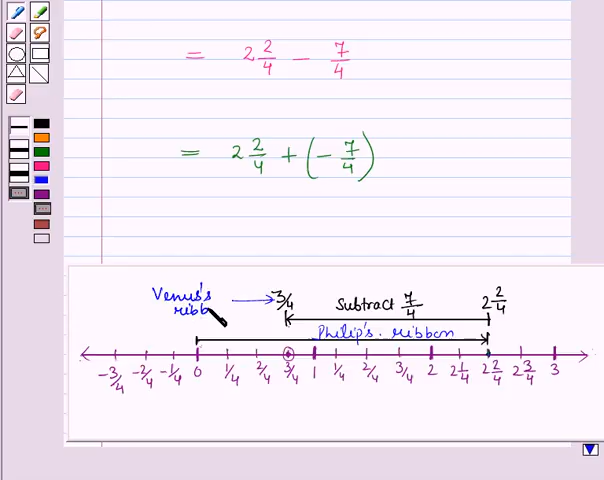 = 2 2/4 - 7/4
= 2 2/4 + (- 7/4)
Venus's → 3/4 Subtract 7/4 2 2/4
ribb
Philip's. ribbon
-3/4 -2/4 -1/4 0 1/4 2/4 3/4 1 1/4 2/4 3/4 2 2 1/4 2 2/4 2 3/4 3